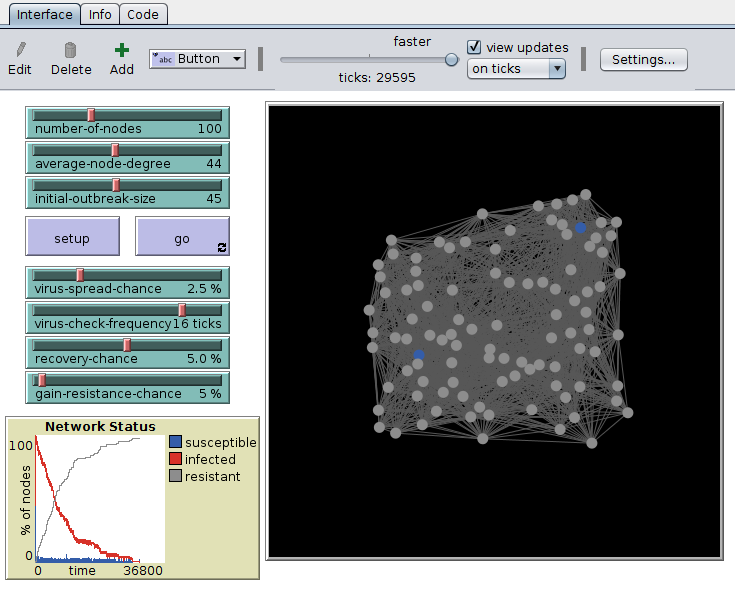 Interface Info Code
Edit Delete Add abc Button faster ticks: 29595 view updates on ticks Settings...
number-of-nodes 100
average-node-degree 44
initial-outbreak-size 45
setup go
virus-spread-chance 2.5 %
virus-check-frequency 16 ticks
recovery-chance 5.0 %
gain-resistance-chance 5 %
Network Status
% of nodes
100
0
0 time 36800
susceptible
infected
resistant